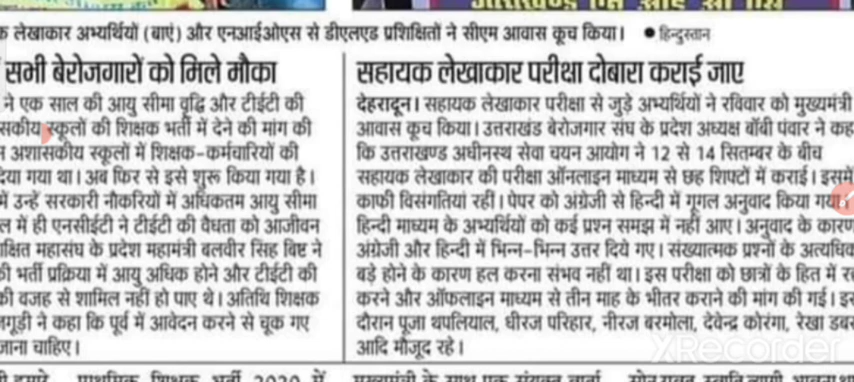 क लेखाकार अभ्यर्थियों (बाएं) और एनआईओएस से डीएलएड प्रशिक्षितों ने सीएम आवास कूच किया। ● हिन्दुस्तान
सभी बेरोजगारों को मिले मौका
ने एक साल की आयु सीमा वृद्धि और टीईटी की
सकीय स्कूलों की शिक्षक भर्ती में देने की मांग की
अशासकीय स्कूलों में शिक्षक-कर्मचारियों की
दया गया था। अब फिर से इसे शुरू किया गया है।
में उन्हें सरकारी नौकरियों में अधिकतम आयु सीमा
ल में ही एनसीईटी ने टीईटी की वैधता को आजीवन
क्षित महासंघ के प्रदेश महामंत्री बलवीर सिंह बिष्ट ने
की भर्ती प्रक्रिया में आयु अधिक होने और टीईटी की
की वजह से शामिल नहीं हो पाए थे। अतिथि शिक्षक
गूड़ी ने कहा कि पूर्व में आवेदन करने से चूक गए
जाना चाहिए।
सहायक लेखाकार परीक्षा दोबारा कराई जाए
देहरादून। सहायक लेखाकार परीक्षा से जुड़े अभ्यर्थियों ने रविवार को मुख्यमंत्री
आवास कूच किया। उत्तराखंड बेरोजगार संघ के प्रदेश अध्यक्ष बॉबी पंवार ने कह
कि उत्तराखण्ड अधीनस्थ सेवा चयन आयोग ने 12 से 14 सितम्बर के बीच
सहायक लेखाकार की परीक्षा ऑनलाइन माध्यम से छह शिफ्टों में कराई। इसमें
काफी विसंगतियां रहीं। पेपर को अंग्रेजी से हिन्दी में गूगल अनुवाद किया गया।
हिन्दी माध्यम के अभ्यर्थियों को कई प्रश्न समझ में नहीं आए। अनुवाद के कारण
अंग्रेजी और हिन्दी में भिन्न-भिन्न उत्तर दिये गए। संख्यात्मक प्रश्नों के अत्यधिक
बड़े होने के कारण हल करना संभव नहीं था। इस परीक्षा को छात्रों के हित में र
करने और ऑफलाइन माध्यम से तीन माह के भीतर कराने की मांग की गई। इ
दौरान पूजा थपलियाल, धीरज परिहार, नीरज बरमोला, देवेन्द्र कोरंगा, रेखा डब
आदि मौजूद रहे।
XRecorder